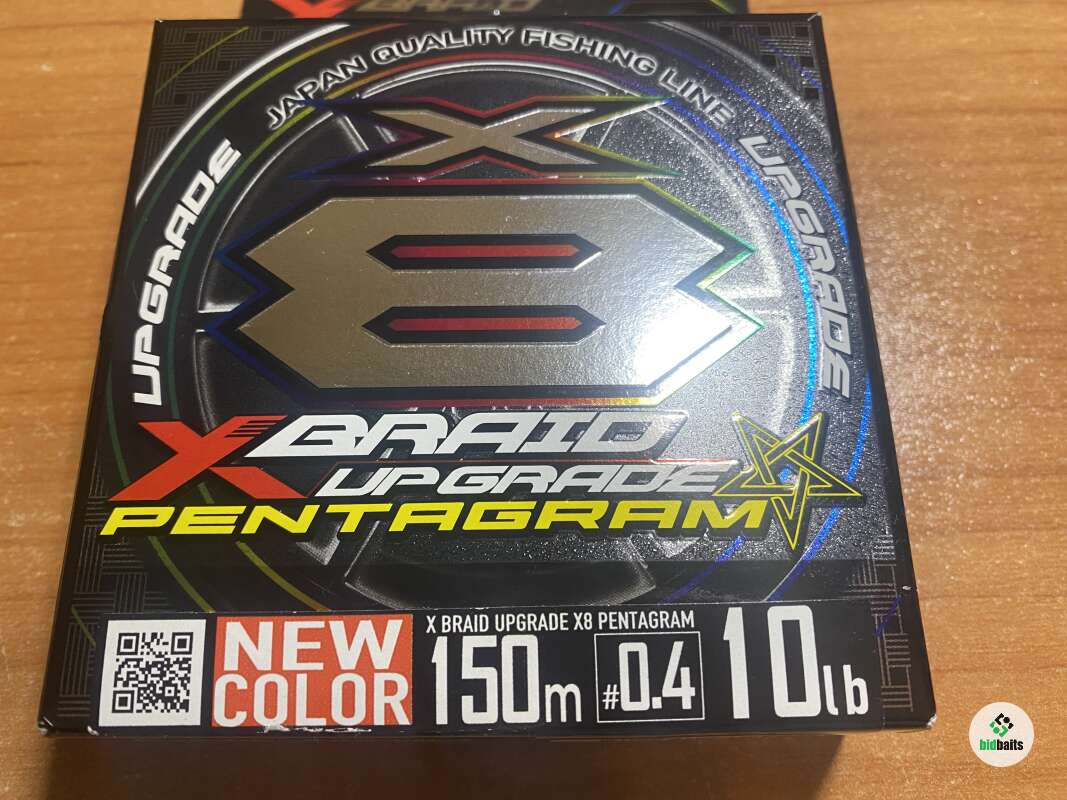 X BRAID
JAPAN QUALITY FISHING LINE
UPGRADE
UPGRADE
X
8
X BRAID
UPGRADE
PENTAGRAM
NEW
COLOR
X BRAID UPGRADE X8 PENTAGRAM
150m
#0.4
10lb
bidbaits